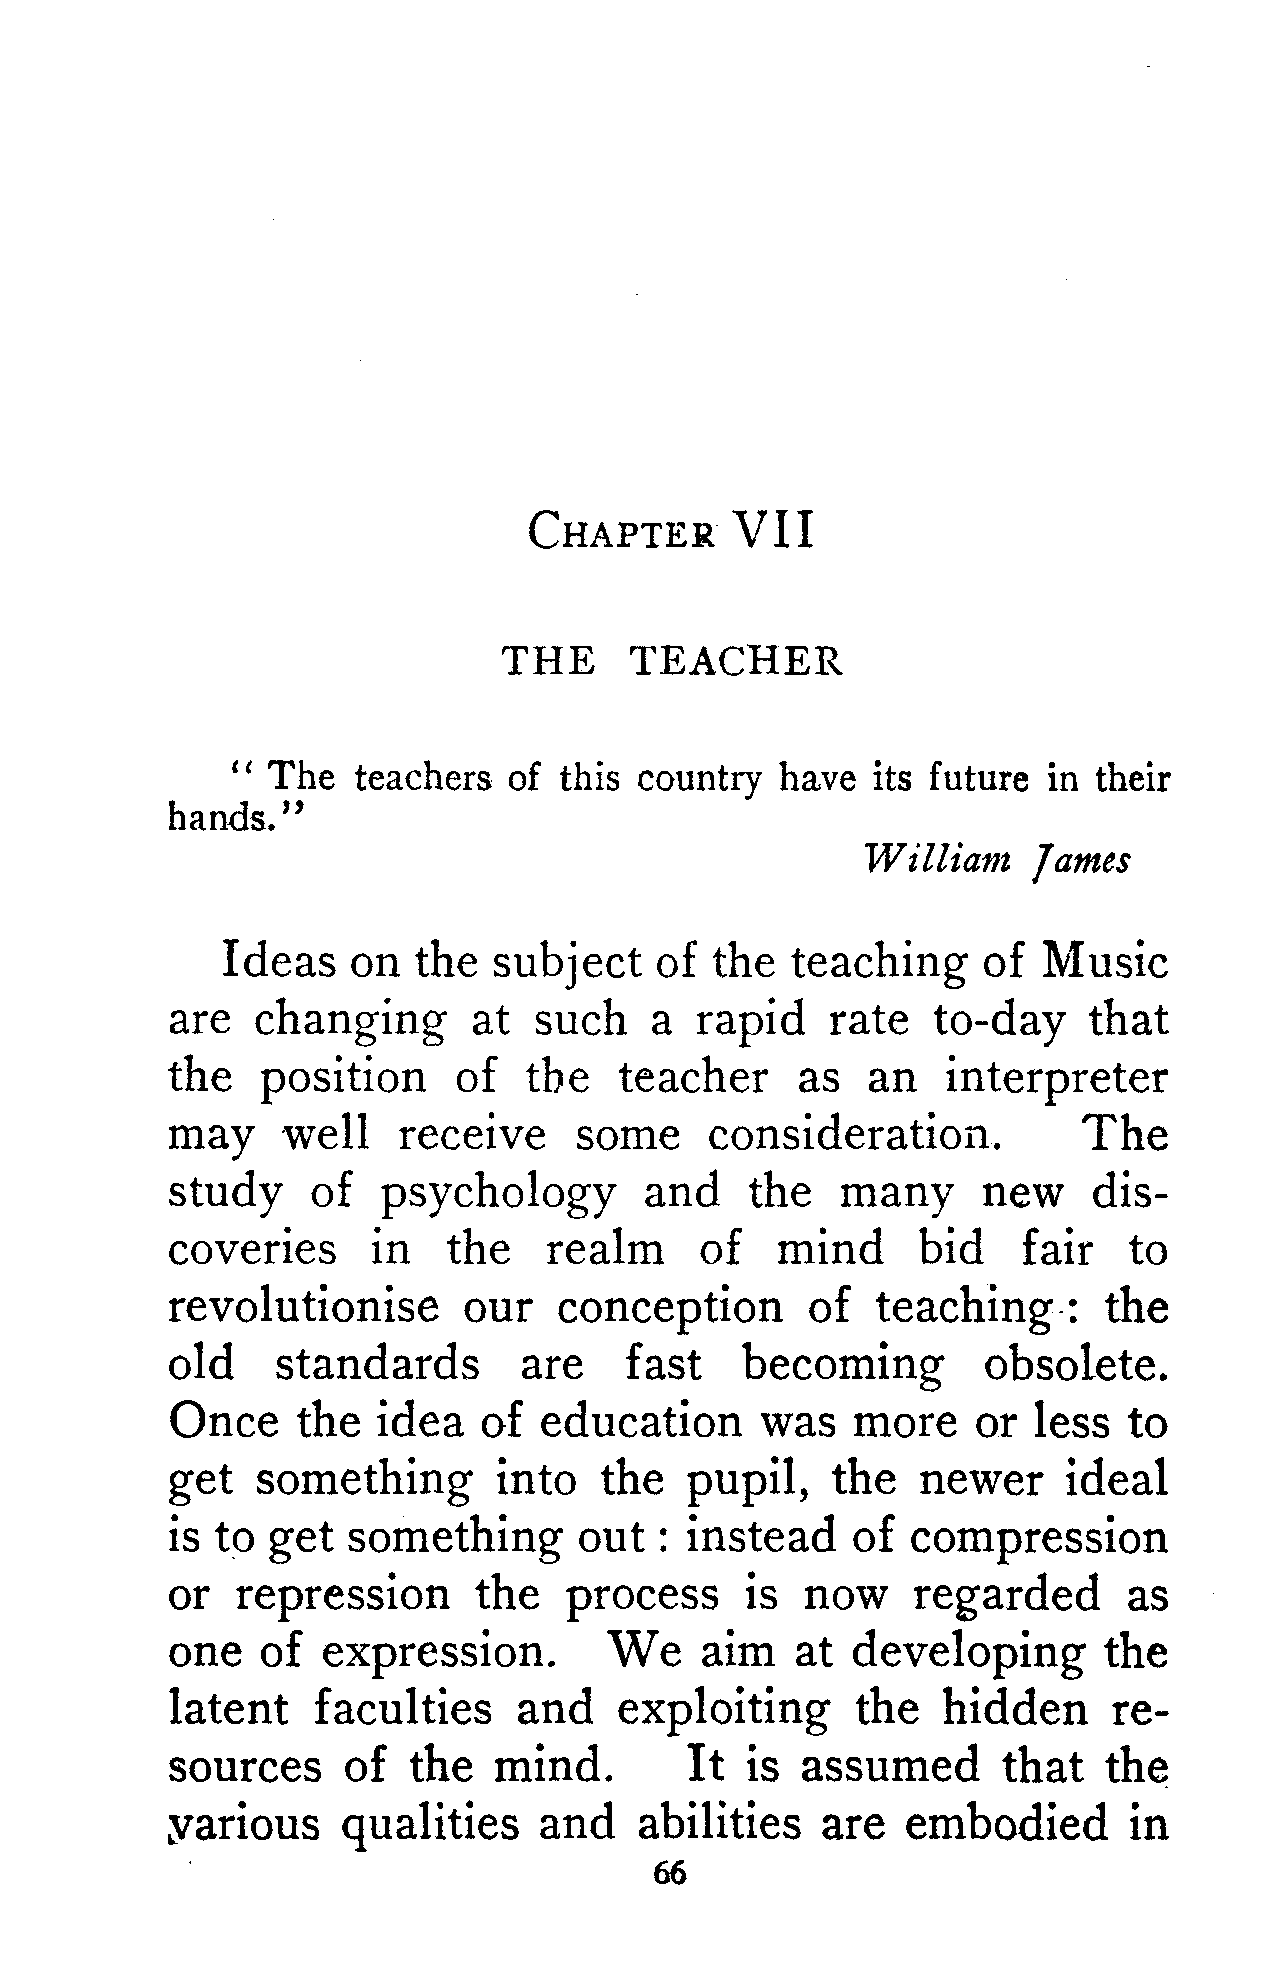 CHAPTER VII
THE TEACHER
" The teachers of this country have its future in their
hands."
William James
Ideas on the subject of the teaching of Music
are changing at such a rapid rate to-day that
the position of the teacher as an interpreter
may well receive some consideration. The
study of psychology and the many new dis-
coveries in the realm of mind bid fair to
revolutionise our conception of teaching : the
old standards are fast becoming obsolete.
Once the idea of education was more or less to
get something into the pupil, the newer ideal
is to get something out : instead of compression
or repression the process is now regarded as
one of expression. We aim at developing the
latent faculties and exploiting the hidden re-
sources of the mind. It is assumed that the
various qualities and abilities are embodied in
66